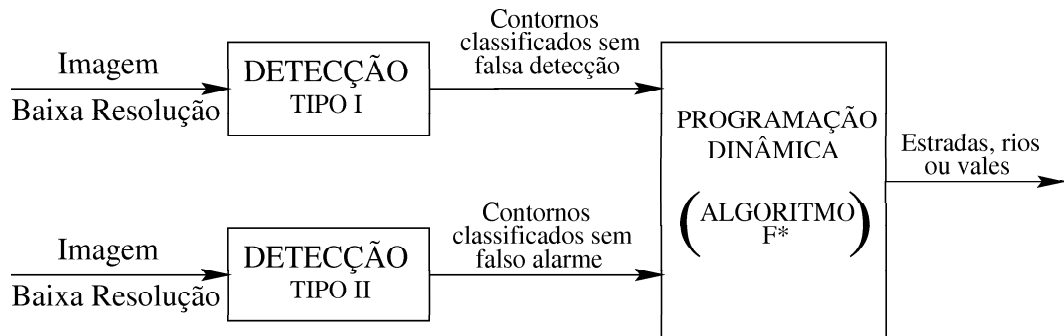 Imagem
Baixa Resolução
DETECÇÃO
TIPO I
Contornos
classificados sem
falsa detecção
Imagem
Baixa Resolução
DETECÇÃO
TIPO II
Contornos
classificados sem
falso alarme
PROGRAMAÇÃO
DINÂMICA
(ALGORITMO
F*)
Estradas, rios
ou vales